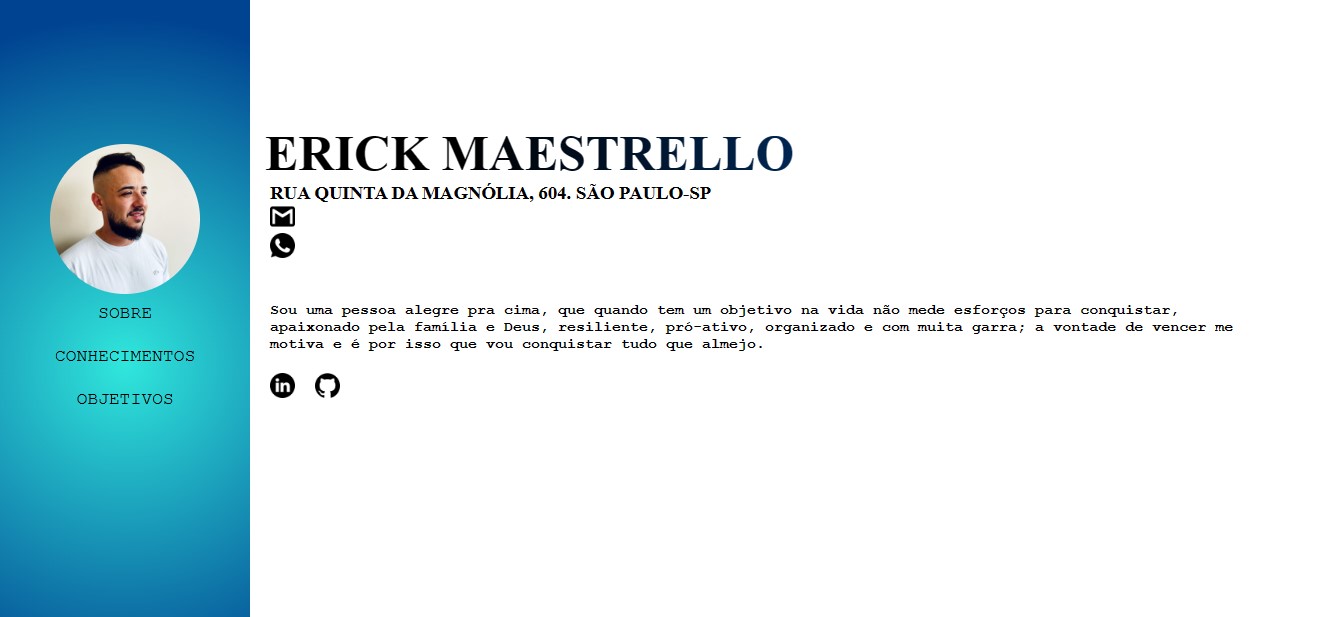 ERICK MAESTRELLO
RUA QUINTA DA MAGNÓLIA, 604. SÃO PAULO-SP
SOBRE
CONHECIMENTOS
OBJETIVOS
Sou uma pessoa alegre pra cima, que quando tem um objetivo na vida não mede esforços para conquistar,
apaixonado pela família e Deus, resiliente, pró-ativo, organizado e com muita garra; a vontade de vencer me
motiva e é por isso que vou conquistar tudo que almejo.
in